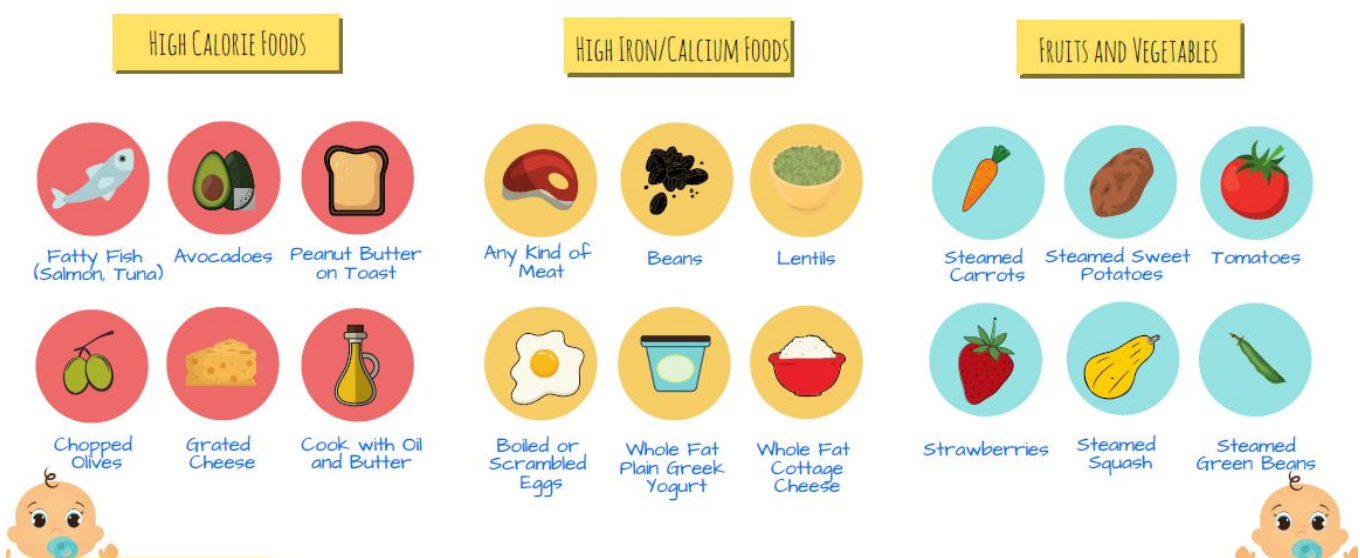 HIGH CALORIE FOODS
HIGH IRON/CALCIUM FOODS
FRUITS AND VEGETABLES
Fatty Fish
(Salmon, Tuna)
Avocadoes
Peanut Butter
on Toast
Any Kind of
Meat
Beans
Lentils
Steamed
Carrots
Steamed Sweet
Potatoes
Tomatoes
Chopped
Olives
Grated
Cheese
Cook with Oil
and Butter
Boiled or
Scrambled
Eggs
Whole Fat
Plain Greek
Yogurt
Whole Fat
Cottage
Cheese
Strawberries
Steamed
Squash
Steamed
Green Beans